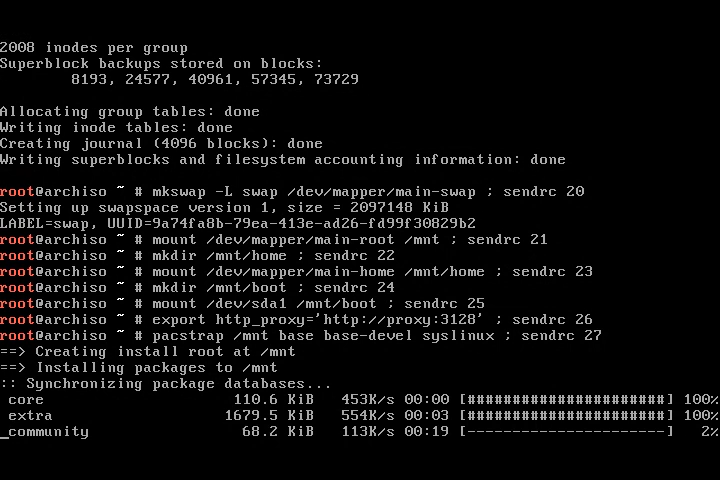 2008 inodes per group
Superblock backups stored on blocks:
8193, 24577, 40961, 57345, 73729
Allocating group tables: done
Writing inode tables: done
Creating journal (4096 blocks): done
Writing superblocks and filesystem accounting information: done
root@archiso ~ # mkswap -L swap /dev/mapper/main-swap ; sendrc 20
Setting up swapspace version 1, size = 2097148 KiB
LABEL=swap, UUID=9a74fa8b-79ea-413e-ad26-fd99f30829b2
root@archiso ~ # mount /dev/mapper/main-root /mnt ; sendrc 21
root@archiso ~ # mkdir /mnt/home ; sendrc 22
root@archiso ~ # mount /dev/mapper/main-home /mnt/home ; sendrc 23
root@archiso ~ # mkdir /mnt/boot ; sendrc 24
root@archiso ~ # mount /dev/sda1 /mnt/boot ; sendrc 25
root@archiso ~ # export http_proxy='http://proxy:3128' ; sendrc 26
root@archiso ~ # pacstrap /mnt base base-devel syslinux ; sendrc 27
==> Creating install root at /mnt
==> Installing packages to /mnt
:: Synchronizing package databases...
core 110.6 KiB 453K/s 00:00 [######################] 100%
extra 1679.5 KiB 554K/s 00:03 [######################] 100%
_community 68.2 KiB 113K/s 00:19 [----------------------] 2%